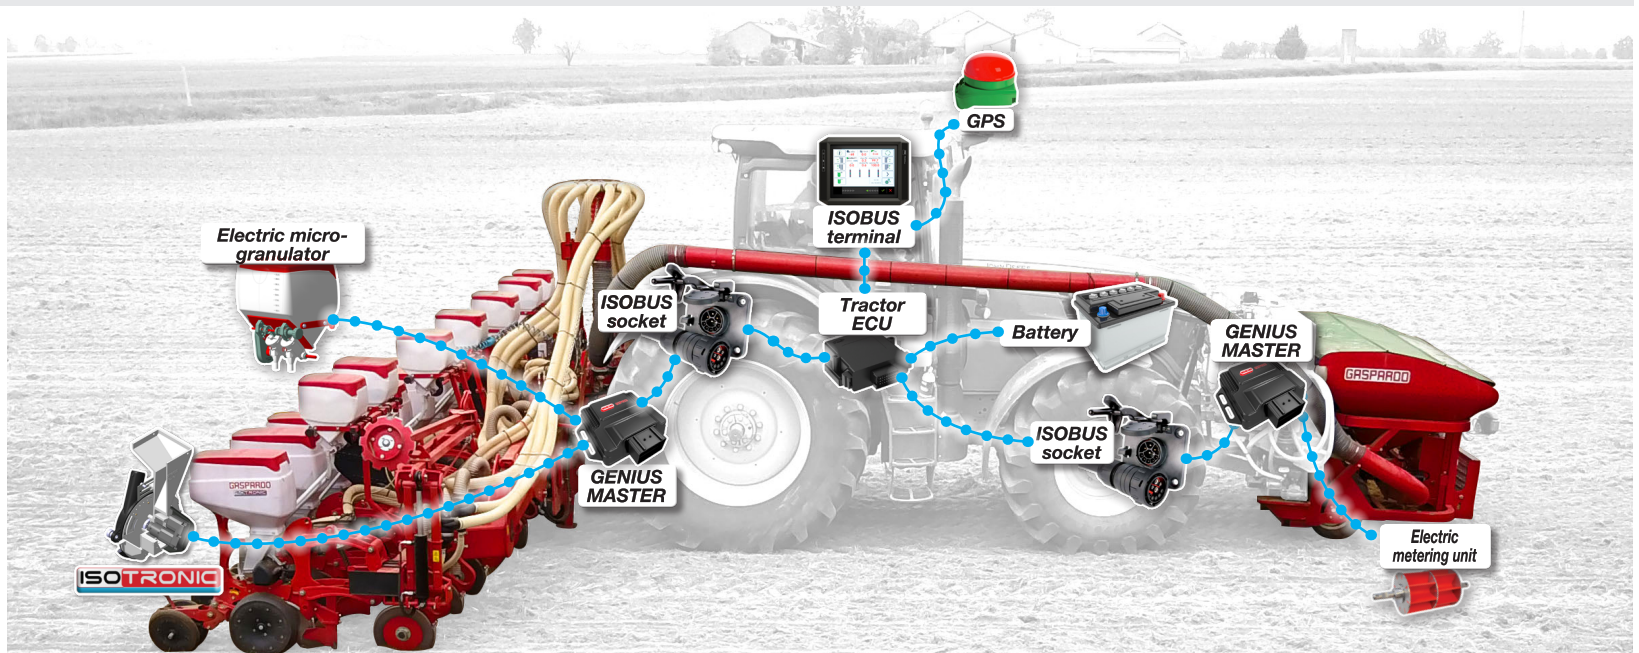 GPS
ISOBUS
terminal
Electric micro-
granulator
ISOBUS
socket
Tractor
ECU
Battery
GENIUS
MASTER
GASPARDO
ISOBUS
socket
GENIUS
MASTER
GASPARDO
ISOTRONIC
Electric
metering unit